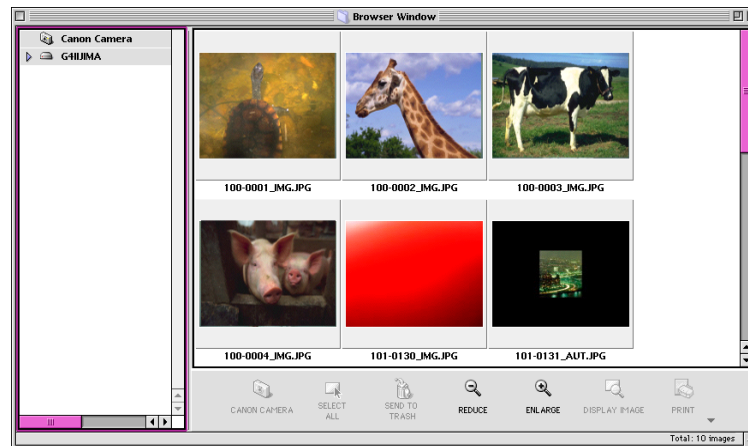 Browser Window
Canon Camera
G4IIJIMA
100-0001_IMG.JPG
100-0002_IMG.JPG
100-0003_IMG.JPG
100-0004_IMG.JPG
101-0130_IMG.JPG
101-0131_AUT.JPG
CANON CAMERA
SELECT
ALL
SEND TO
TRASH
REDUCE
ENLARGE
DISPLAY IMAGE
PRINT
Total: 10 images